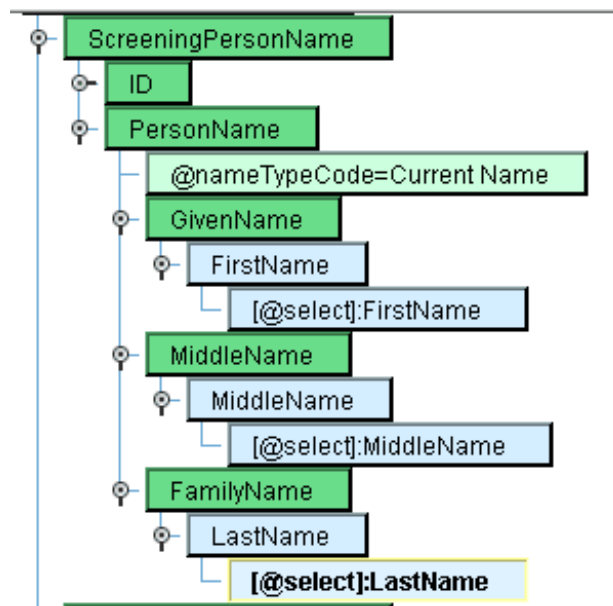 ScreeningPersonName
ID
PersonName
@nameTypeCode=Current Name
GivenName
FirstName
[@select]:FirstName
MiddleName
MiddleName
[@select]:MiddleName
FamilyName
LastName
[@select]:LastName